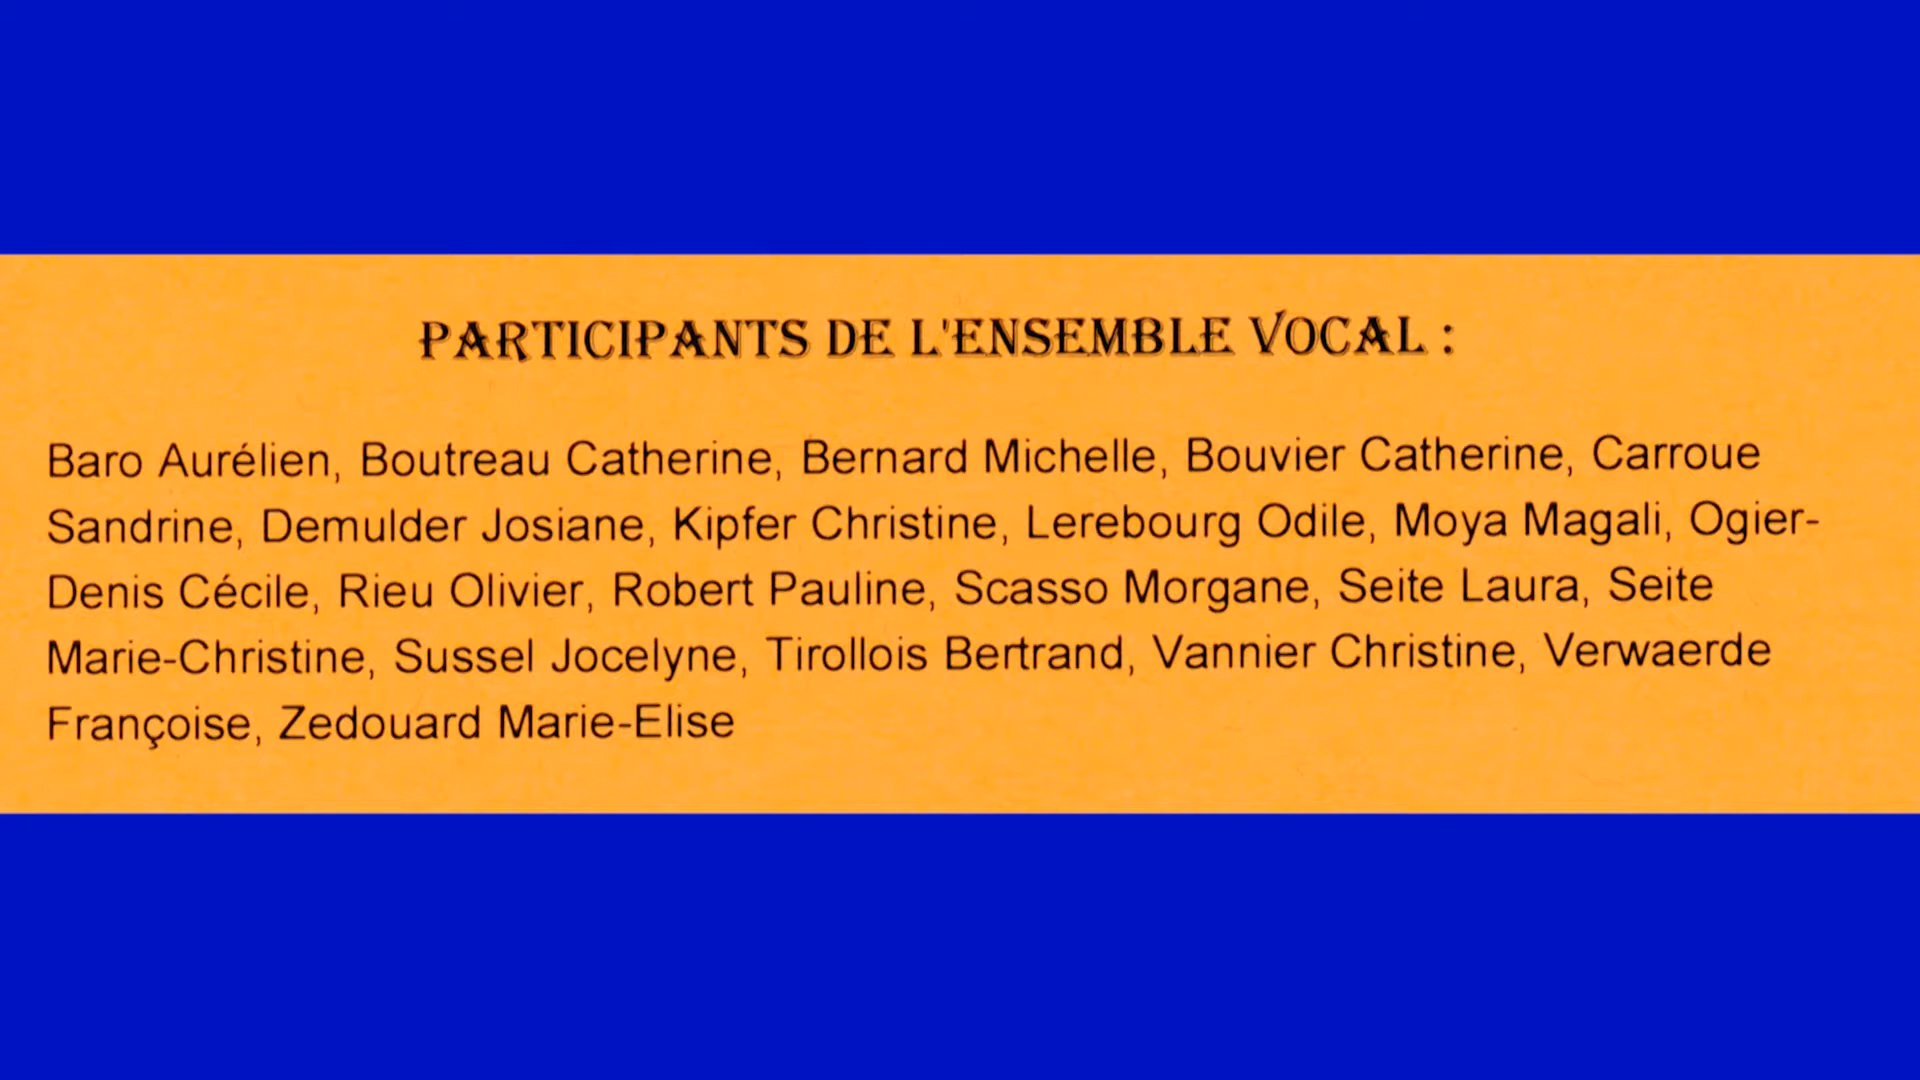 PARTICIPANTS DE L'ENSEMBLE VOCAL :
Baro Aurélien, Boutreau Catherine, Bernard Michelle, Bouvier Catherine, Carroue
Sandrine, Demulder Josiane, Kipfer Christine, Lerebourg Odile, Moya Magali, Ogier-
Denis Cécile, Rieu Olivier, Robert Pauline, Scasso Morgane, Seite Laura, Seite
Marie-Christine, Sussel Jocelyne, Tirollois Bertrand, Vannier Christine, Verwaerde
Françoise, Zedouard Marie-Elise